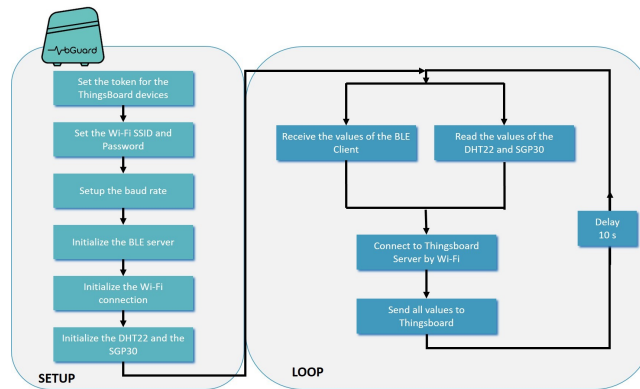 bGuard
Set the token for the
ThingsBoard devices
Set the Wi-Fi SSID and
Password
Setup the baud rate
Initialize the BLE server
Initialize the Wi-Fi
connection
Initialize the DHT22 and the
SGP30
SETUP
Receive the values of the BLE
Client
Read the values of the
DHT22 and SGP30
Connect to Thingsboard
Server by Wi-Fi
Send all values to
Thingsboard
Delay
10 s
LOOP